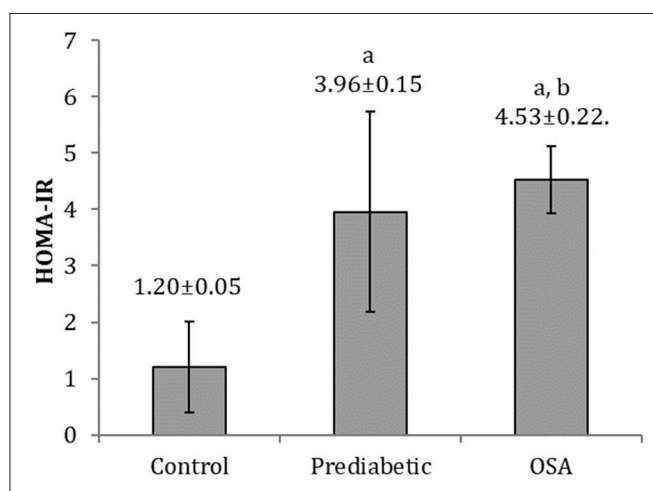 7
6
5
4
3
2
1
0
HOMA-IR
1.20±0.05
a
3.96±0.15
a, b
4.53±0.22.
Control
Prediabetic
OSA